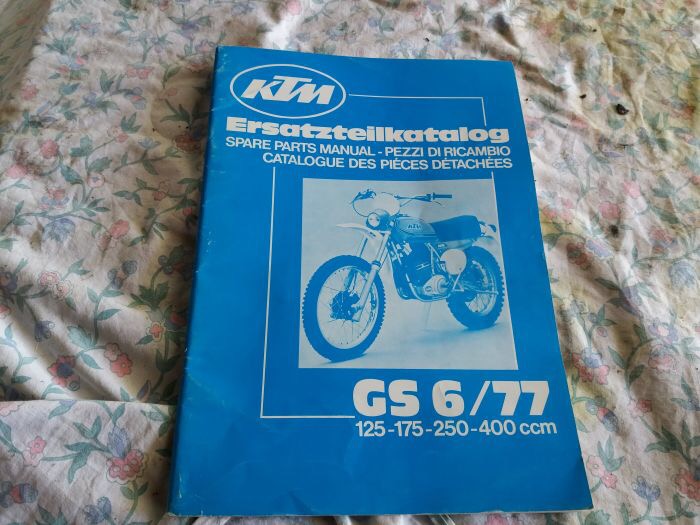 KTM
Ersatzteilkatalog
SPARE PARTS MANUAL - PEZZI DI RICAMBIO
CATALOGUE DES PIÉCES DÉTACHÉES
KTM
GS 6/77
125-175-250-400 ccm